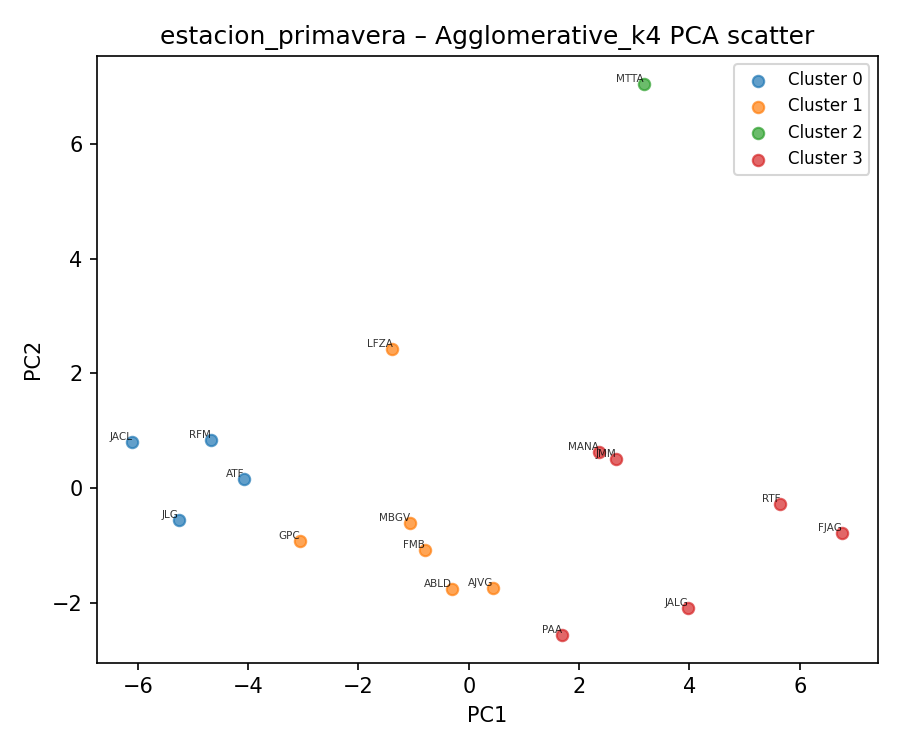 estacion_primavera – Agglomerative_k4 PCA scatter
Cluster 0
Cluster 1
Cluster 2
Cluster 3
MTTA
LFZA
JACL
RFM
ATF
JLG
GPC
MBGV
FMB
ABLD
AJVG
MANA
RTF
FJAG
JALG
PAA
PC2
6
4
2
0
−2
−6
−4
−2
0
2
4
6
PC1